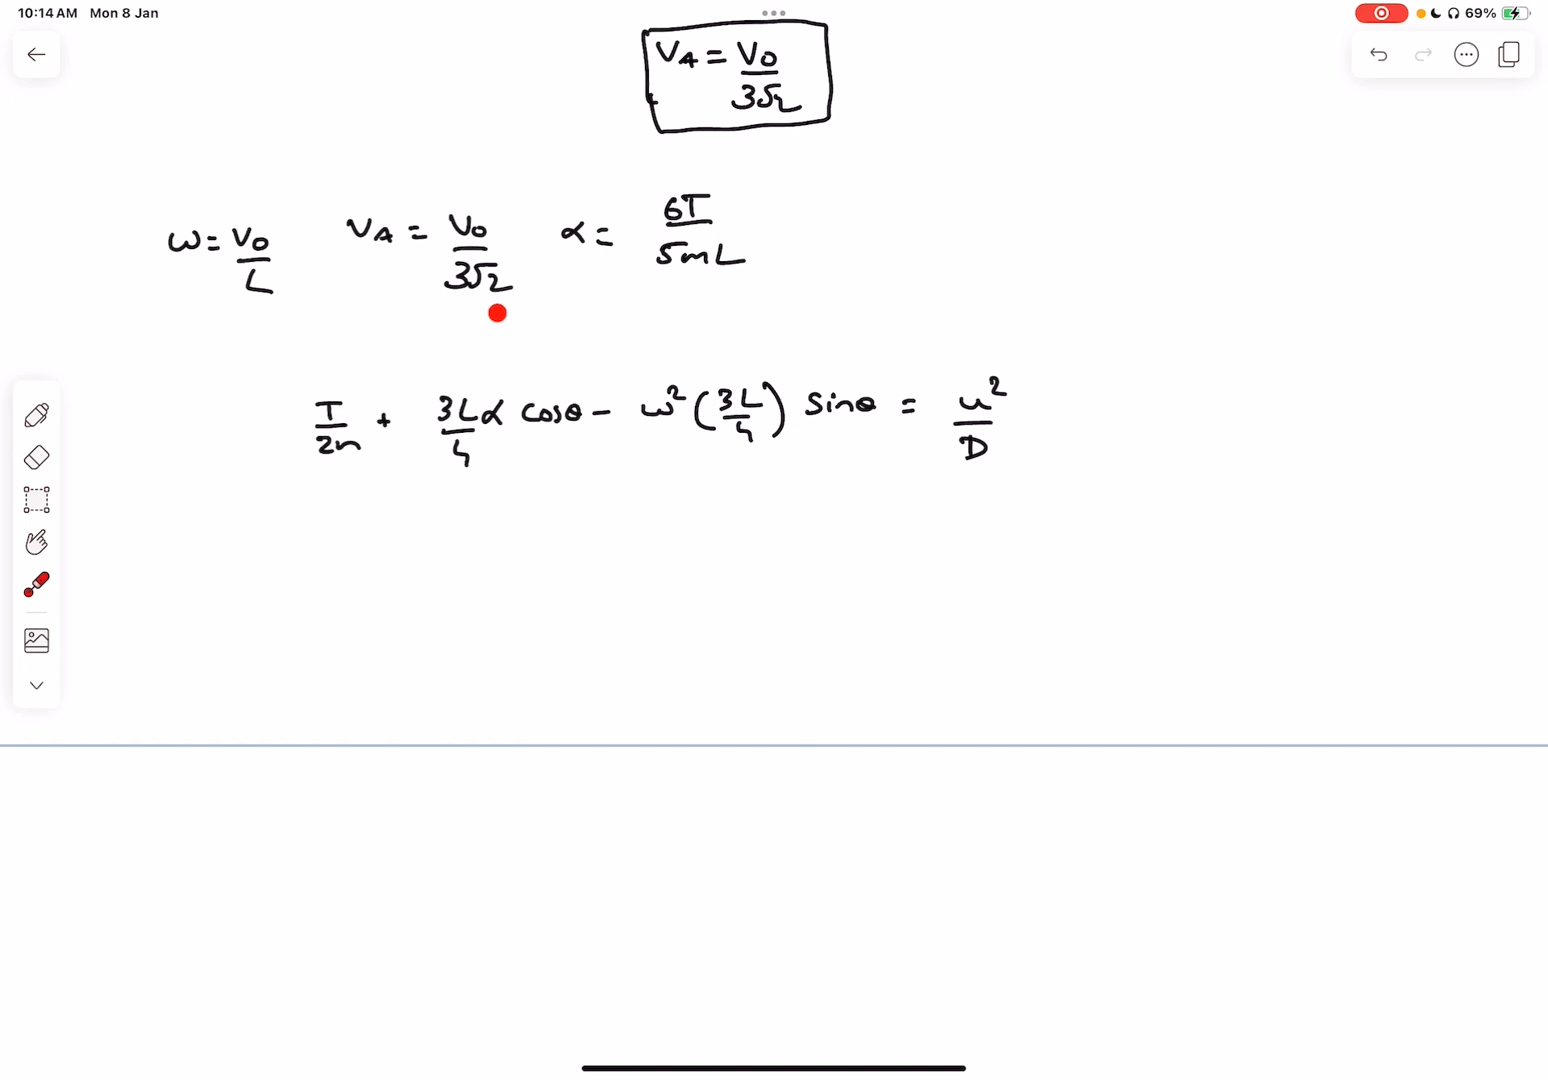 10:14 AM Mon 8 Jan
69%
V_A = V_0 / 3√2
ω = V_0 / L V_A = V_0 / 3√2 α = 6T / 5mL
T / 2m + 3L / 4 α cosθ - ω² (3L / 4) sinθ = u² / D